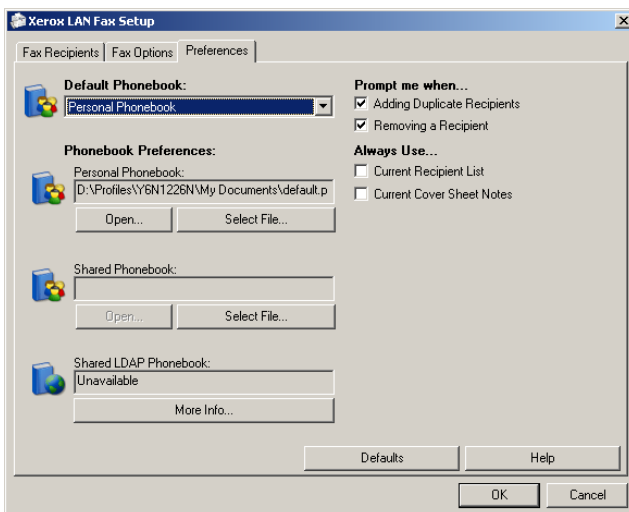 Xerox LAN Fax Setup
Fax Recipients Fax Options Preferences
Default Phonebook:
Personal Phonebook
Phonebook Preferences:
Personal Phonebook:
D:\Profiles\Y6N1226N\My Documents\default.p
Open... Select File...
Shared Phonebook:
Open... Select File...
Shared LDAP Phonebook:
Unavailable
More Info...
Prompt me when...
Adding Duplicate Recipients
Removing a Recipient
Always Use...
Current Recipient List
Current Cover Sheet Notes
Defaults Help
OK Cancel